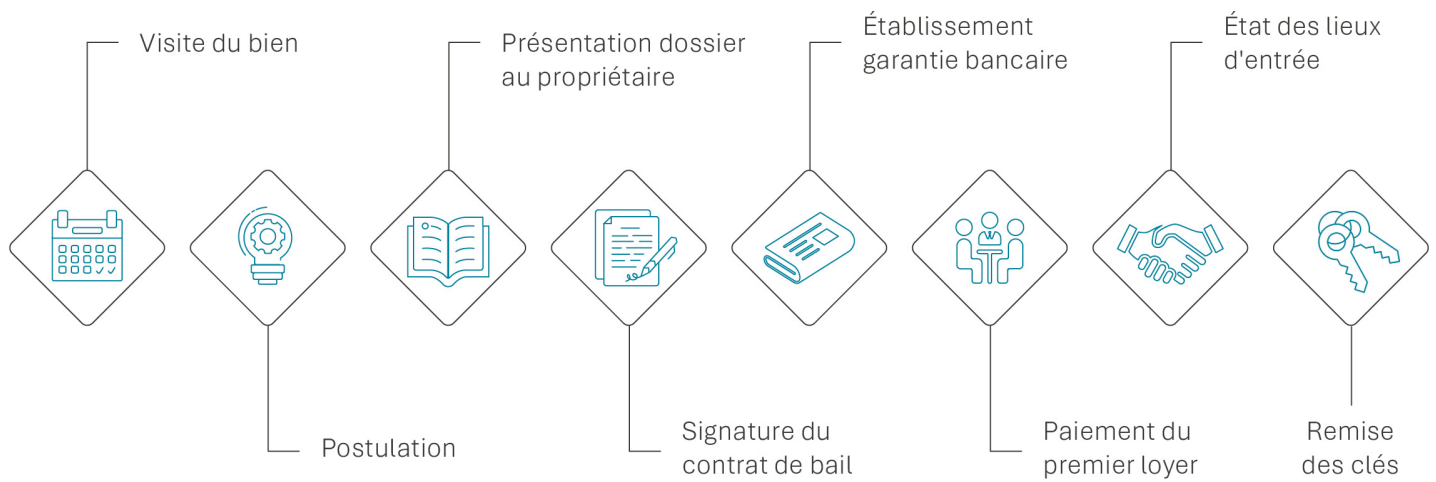 Visite du bien
Postulation
Présentation dossier
au propriétaire
Signature du
contrat de bail
Établissement
garantie bancaire
Paiement du
premier loyer
État des lieux
d'entrée
Remise
des clés